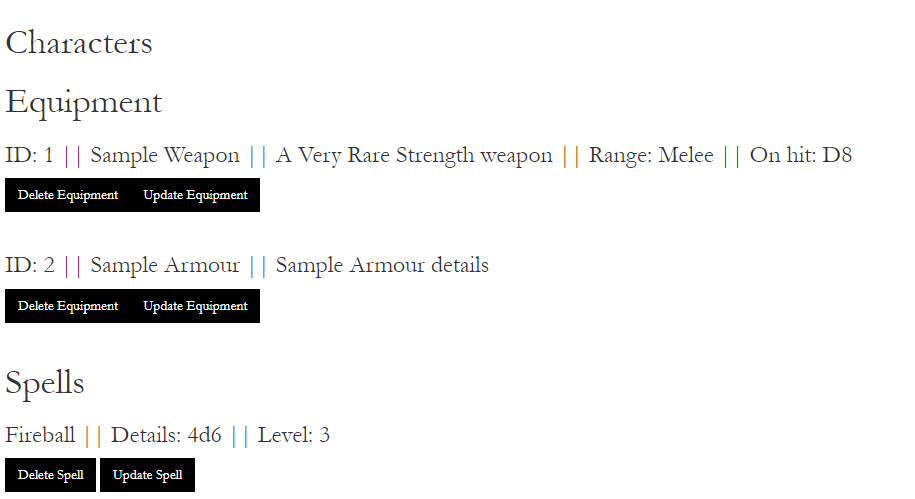 Characters
Equipment
ID: 1 || Sample Weapon || A Very Rare Strength weapon || Range: Melee || On hit: D8
Delete Equipment Update Equipment
ID: 2 || Sample Armour || Sample Armour details
Delete Equipment Update Equipment
Spells
Fireball || Details: 4d6 || Level: 3
Delete Spell Update Spell